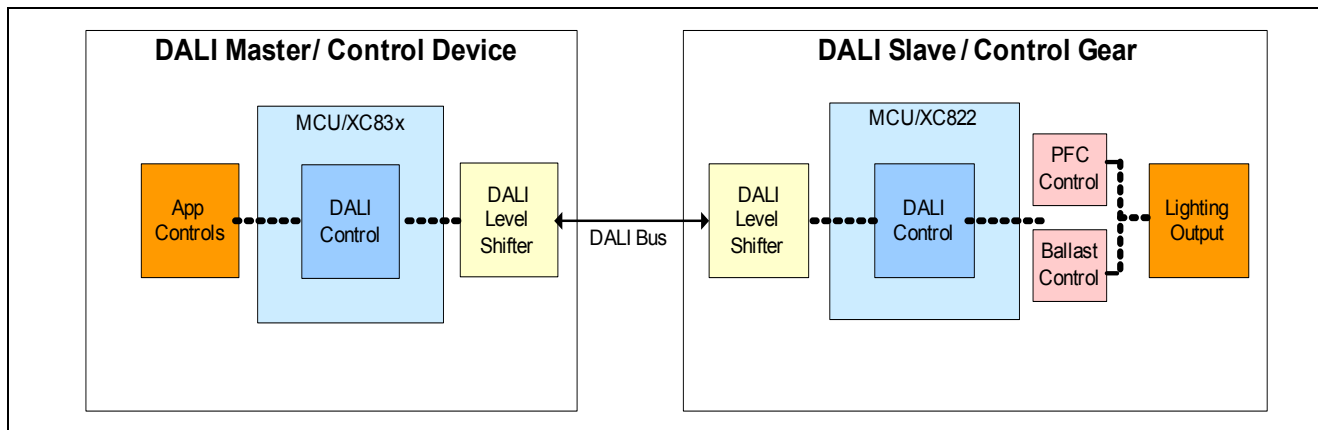 DALI Master/ Control Device
MCU/XC83x
App
Controls
DALI
Control
DALI
Level
Shifter
DALI Bus
DALI Slave / Control Gear
MCU/XC822
DALI
Level
Shifter
DALI
Control
PFC
Control
Ballast
Control
Lighting
Output